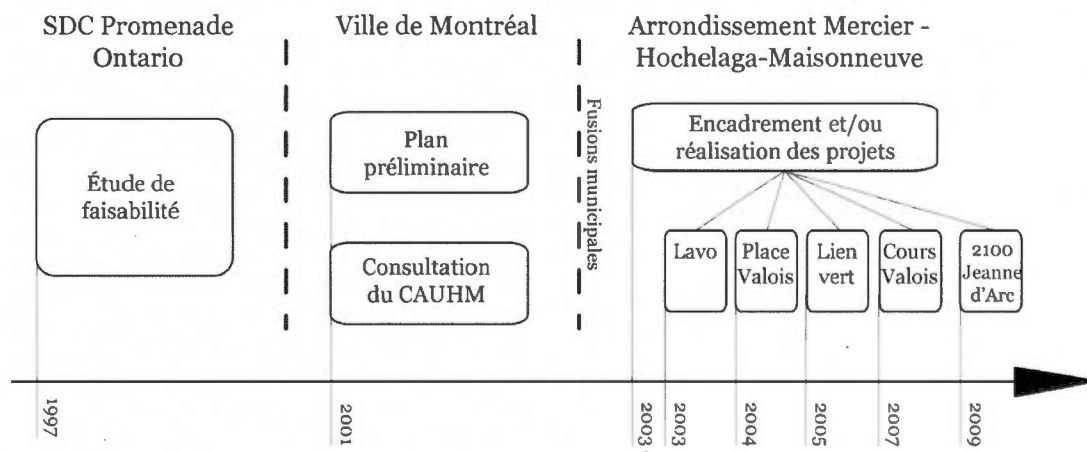 SDC Promenade
Ontario
Ville de Montréal
Arrondissement Mercier -
Hochelaga-Maisonneuve
Étude de
faisabilité
Plan
préliminaire
Consultation
du CAUHM
Fusions municipales
Encadrement et/ou
réalisation des projets
Lavo
Place
Valois
Lien
vert
Cours
Valois
2100
Jeanne
d'Arc
1997
2001
2003
2003
2004
2005
2007
2009